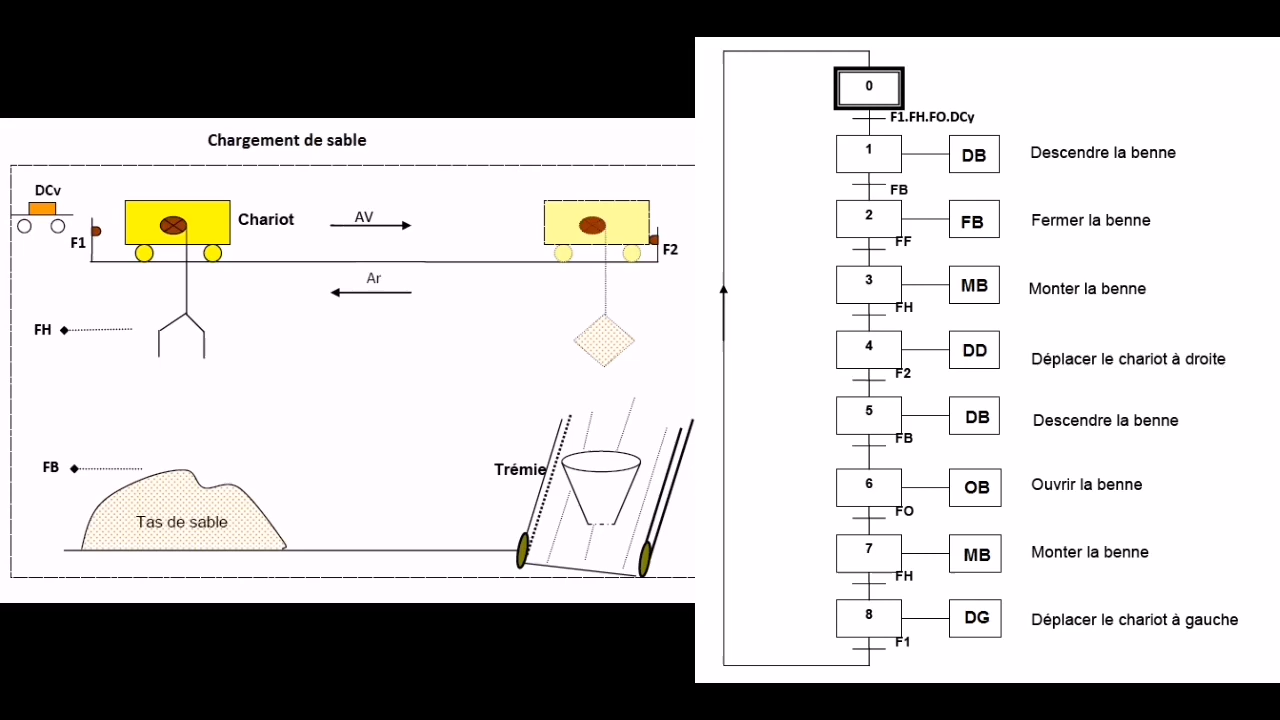 Chargement de sable
DCv
F1
Chariot
AV
F2
Ar
FH
FB
Trémie
Tas de sable
0
F1.FH.FO.DCy
1 DB Descendre la benne
FB
2 FB Fermer la benne
FF
3 MB Monter la benne
FH
4 DD Déplacer le chariot à droite
F2
5 DB Descendre la benne
FB
6 OB Ouvrir la benne
FO
7 MB Monter la benne
FH
8 DG Déplacer le chariot à gauche
F1